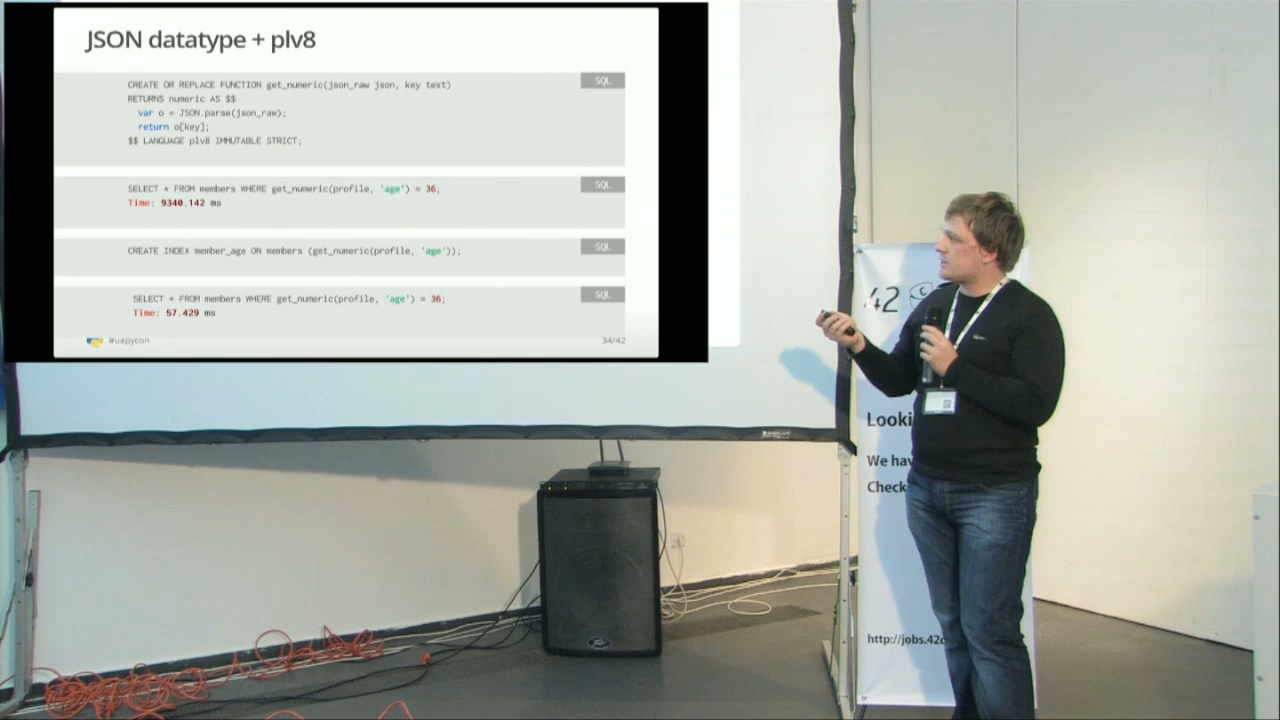 JSON datatype + plv8
SQL
CREATE OR REPLACE FUNCTION get_numeric(json_raw json, key text)
RETURNS numeric AS $$
var o = JSON.parse(json_raw);
return o[key];
$$ LANGUAGE plv8 IMMUTABLE STRICT;
SQL
SELECT * FROM members WHERE get_numeric(profile, 'age') = 36;
Time: 9340.142 ms
SQL
CREATE INDEX member_age ON members (get_numeric(profile, 'age'));
SQL
SELECT * FROM members WHERE get_numeric(profile, 'age') = 36;
Time: 57.429 ms
#uapycon
34/42
42
Looki
We hav
Check
http://jobs.42c